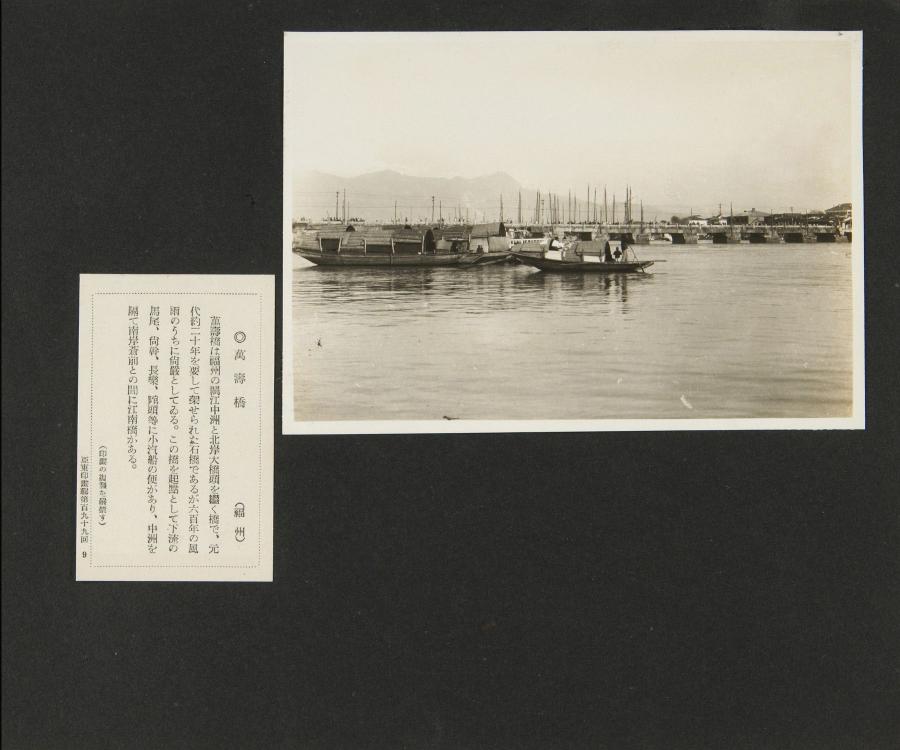 ◎萬壽橋 (福州)
萬壽橋は福州の閩江中洲と北岸大橋頭を繼ぐ橋で、元
代約二十年を要して架せられた石橋であるが六百年の風
雨のうちに尙嚴としてゐる。この橋を起點として下流の
馬尾、尙幹、長樂、琯頭等に小汽船の便があり、中洲を
隔て南岸蒼前との間に江南橋がある。
(印畫の複製を嚴禁す)
亞東印畫輯第百九十九回 9